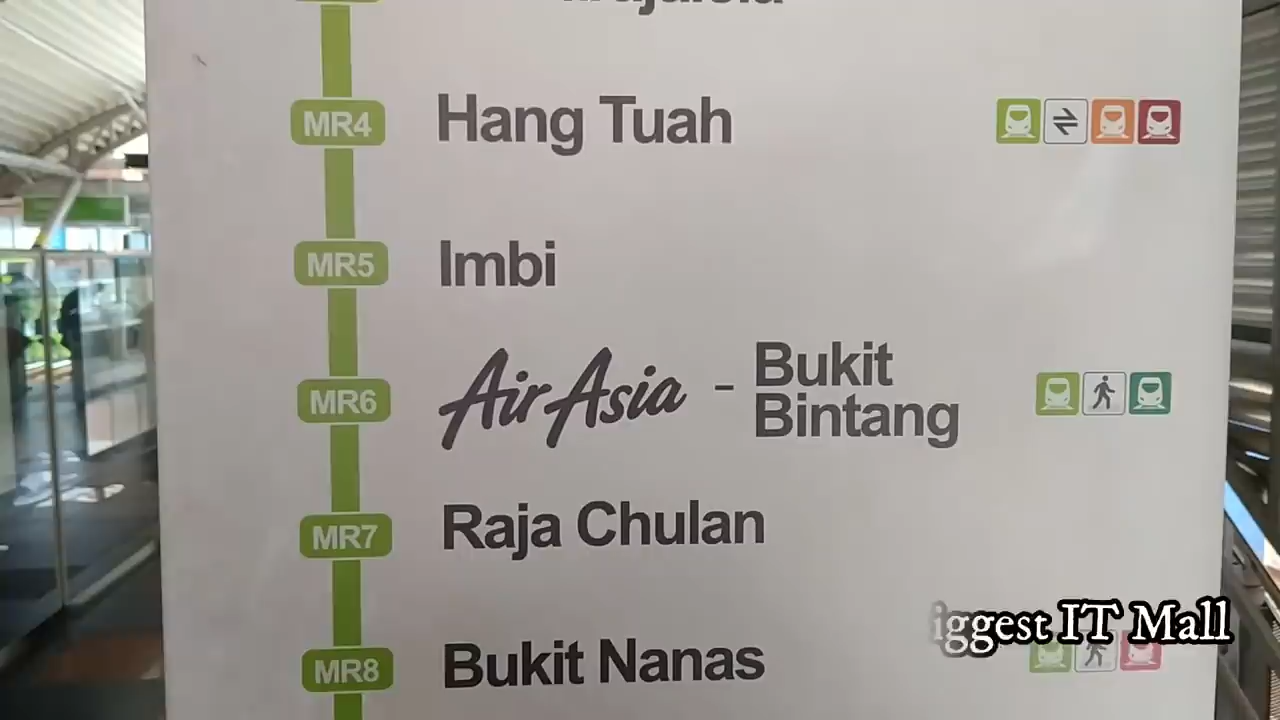 MR4 Hang Tuah
MR5 Imbi
MR6 AirAsia - Bukit
Bintang
MR7 Raja Chulan
iggest IT Mall
MR8 Bukit Nanas